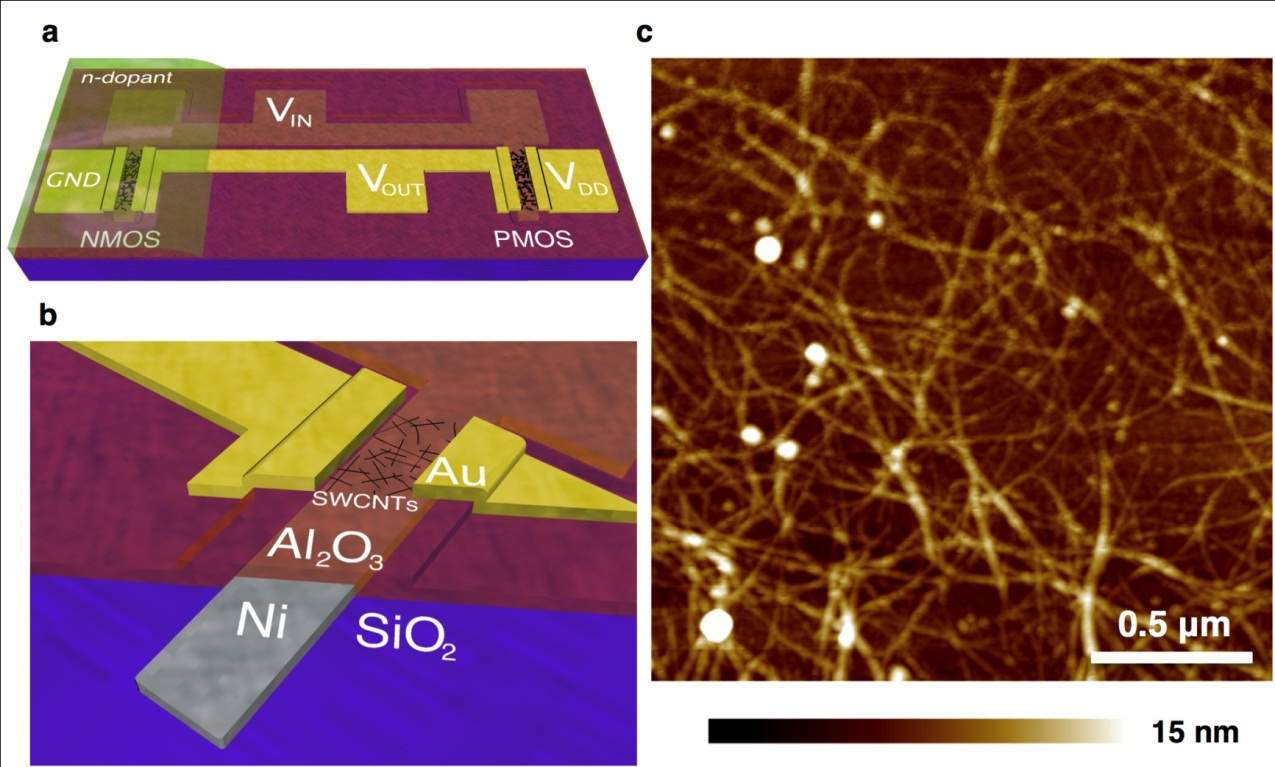 a
n-dopant
VIN
GND
VOUT
VDD
NMOS
PMOS
b
Au
SWCNTs
Al2O3
Ni
SiO2
c
0.5 µm
15 nm